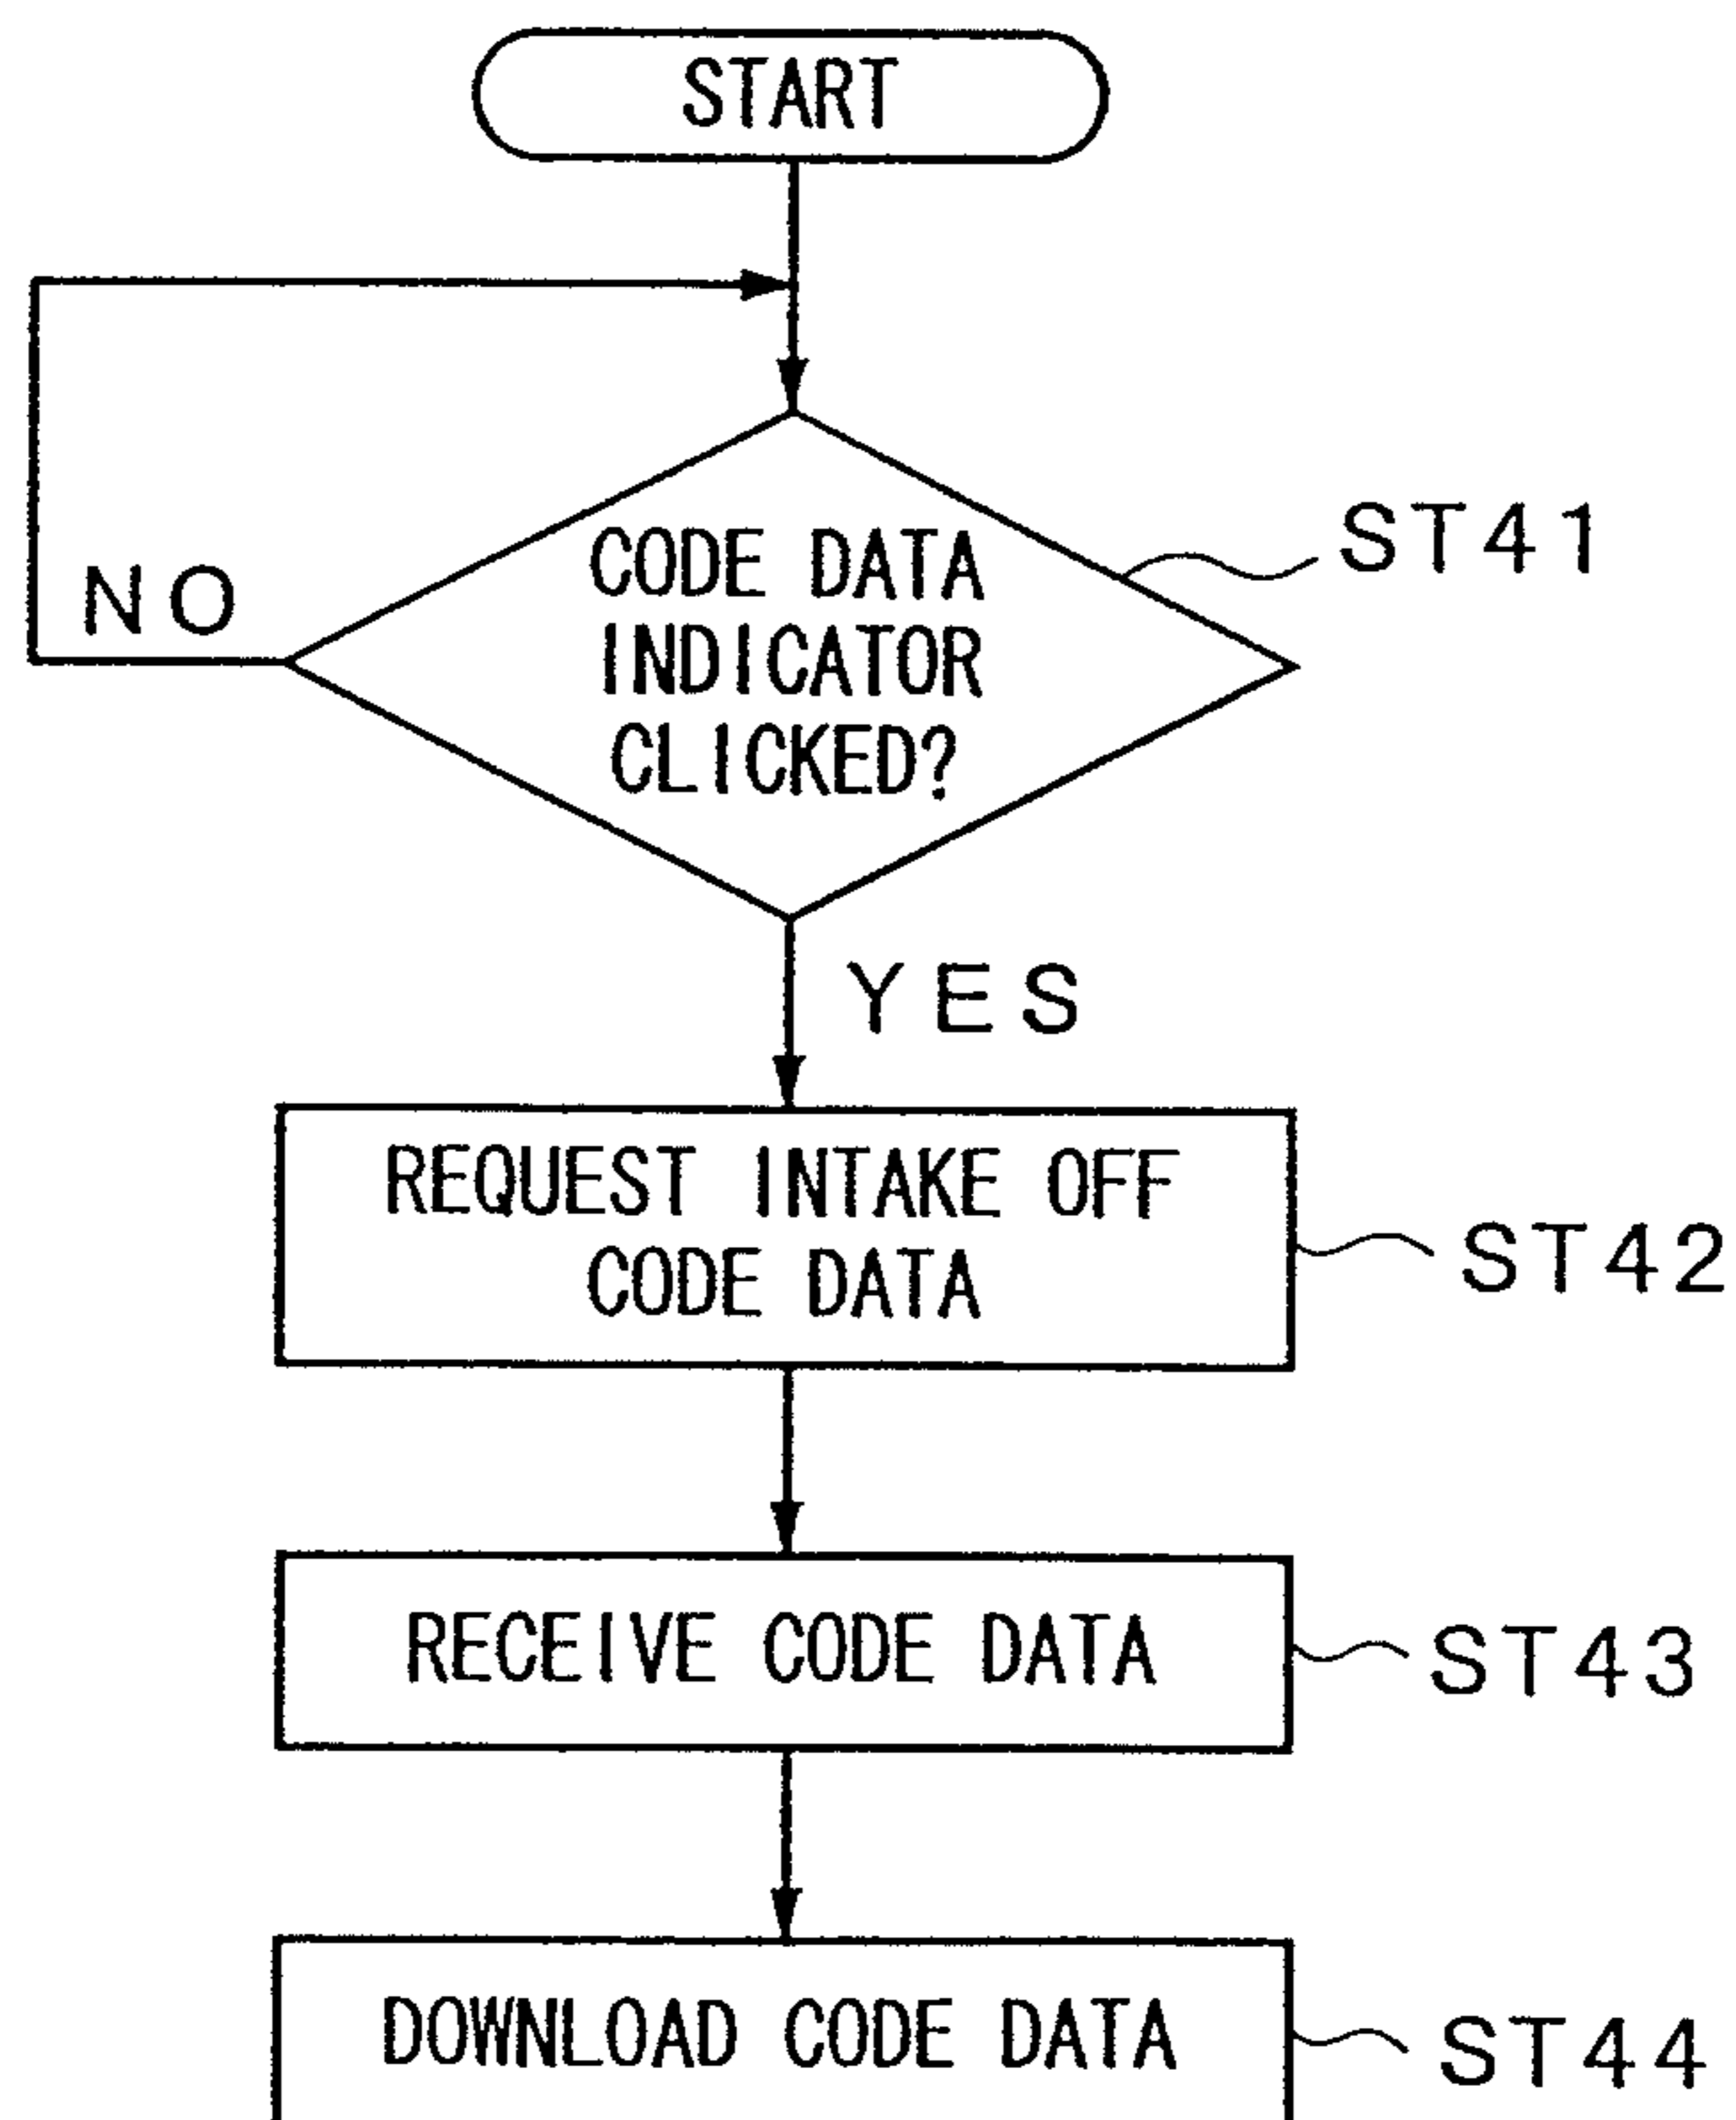 START
CODE DATA
INDICATOR
CLICKED?
ST41
NO
YES
REQUEST INTAKE OFF
CODE DATA
ST42
RECEIVE CODE DATA
ST43
DOWNLOAD CODE DATA
ST44